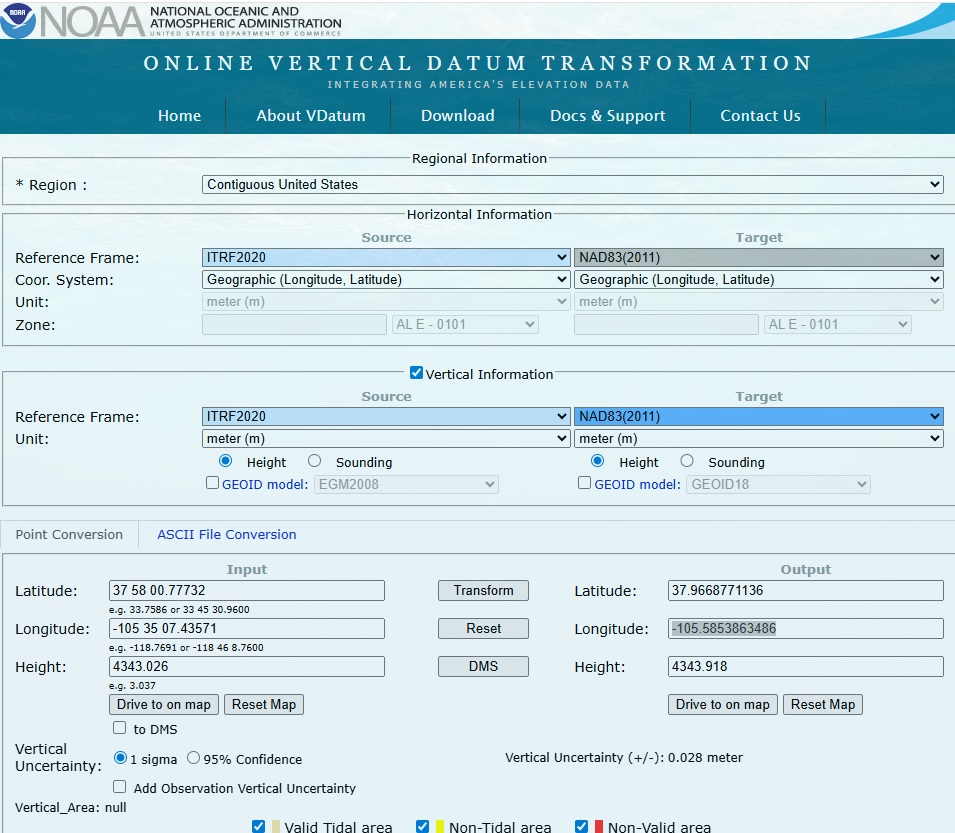 NOAA
NOAA
NATIONAL OCEANIC AND
ATMOSPHERIC ADMINISTRATION
UNITED STATES DEPARTMENT OF COMMERCE
ONLINE VERTICAL DATUM TRANSFORMATION
INTEGRATING AMERICA'S ELEVATION DATA
Home About VDatum Download Docs & Support Contact Us
Regional Information
* Region : Contiguous United States
Horizontal Information
Source Target
Reference Frame: ITRF2020 NAD83(2011)
Coor. System: Geographic (Longitude, Latitude) Geographic (Longitude, Latitude)
Unit: meter (m) meter (m)
Zone: AL E - 0101 AL E - 0101
Vertical Information
Source Target
Reference Frame: ITRF2020 NAD83(2011)
Unit: meter (m) meter (m)
Height Sounding Height Sounding
GEOID model: EGM2008 GEOID model: GEOID18
Point Conversion ASCII File Conversion
Input Output
Latitude: 37 58 00.77732 Transform Latitude: 37.9668771136
e.g. 33.7586 or 33 45 30.9600
Longitude: -105 35 07.43571 Reset Longitude: -105.5853863486
e.g. -118.7691 or -118 46 8.7600
Height: 4343.026 DMS Height: 4343.918
e.g. 3.037
Drive to on map Reset Map Drive to on map Reset Map
to DMS
Vertical
Uncertainty: 1 sigma 95% Confidence Vertical Uncertainty (+/-): 0.028 meter
Add Observation Vertical Uncertainty
Vertical_Area: null
Valid Tidal area Non-Tidal area Non-Valid area